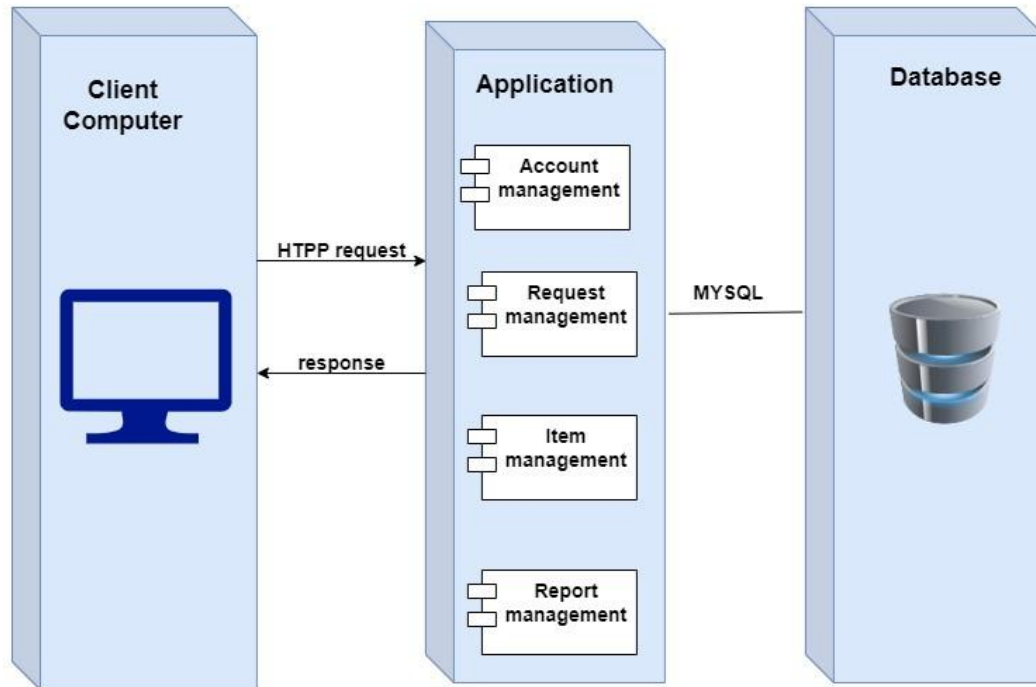 Client
Computer
HTPP request
response
Application
Account
management
Request
management
Item
management
Report
management
MYSQL
Database